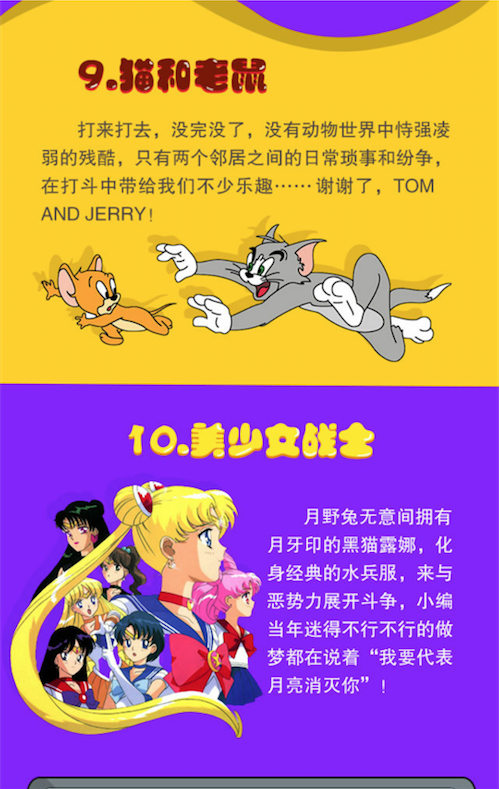 9.猫和老鼠
打来打去，没完没了，没有动物世界中恃强凌
弱的残酷，只有两个邻居之间的日常琐事和纷争，
在打斗中带给我们不少乐趣……谢谢了，TOM
AND JERRY！
10.美少女战士
月野兔无意间拥有
月牙印的黑猫露娜，化
身经典的水兵服，来与
恶势力展开斗争，小编
当年迷得不行不行的做
梦都在说着“我要代表
月亮消灭你”！